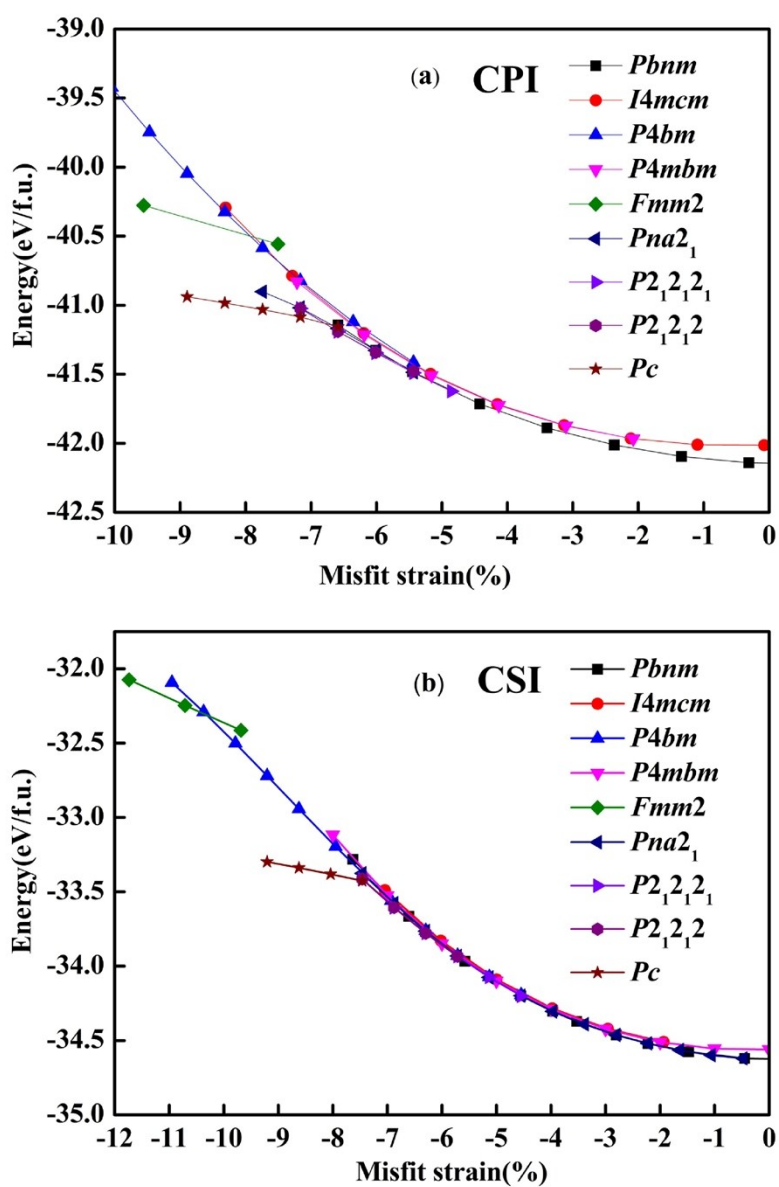 -39.0
-39.5
-40.0
-40.5
-41.0
-41.5
-42.0
-42.5
Energy(eV/f.u.)
(a) CPI
Pbnm
I4mcm
P4bm
P4mbm
Fmm2
Pna2₁
P2₁2₁2₁
P2₁2₁2
Pc
-10 -9 -8 -7 -6 -5 -4 -3 -2 -1 0
Misfit strain(%)
-32.0
-32.5
-33.0
-33.5
-34.0
-34.5
-35.0
Energy(eV/f.u.)
(b) CSI
Pbnm
I4mcm
P4bm
P4mbm
Fmm2
Pna2₁
P2₁2₁2₁
P2₁2₁2
Pc
-12 -11 -10 -9 -8 -7 -6 -5 -4 -3 -2 -1 0
Misfit strain(%)